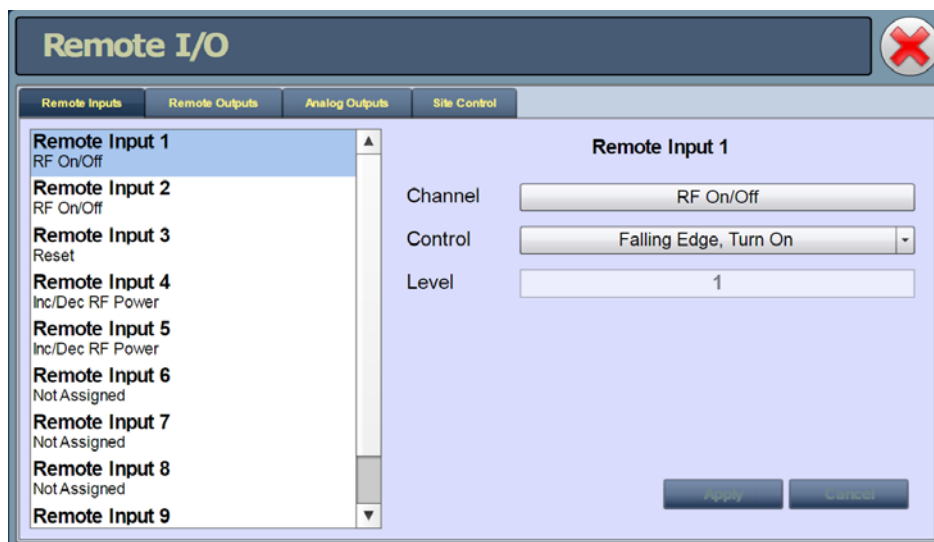 Remote I/O
Remote Inputs
Remote Outputs
Analog Outputs
Site Control
Remote Input 1
RF On/Off
Remote Input 2
RF On/Off
Remote Input 3
Reset
Remote Input 4
Inc/Dec RF Power
Remote Input 5
Inc/Dec RF Power
Remote Input 6
Not Assigned
Remote Input 7
Not Assigned
Remote Input 8
Not Assigned
Remote Input 9
Remote Input 1
Channel RF On/Off
Control Falling Edge, Turn On
Level 1
Apply Cancel